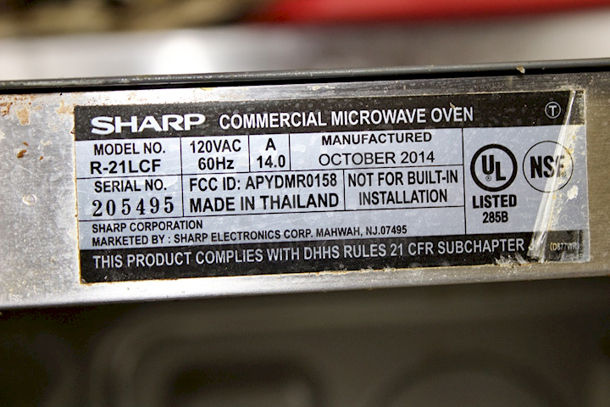 SHARP COMMERCIAL MICROWAVE OVEN
T
MODEL NO.
R-21LCF
120VAC
60Hz
A
14.0
MANUFACTURED
OCTOBER 2014
SERIAL NO.
205495
FCC ID: APYDMR0158
MADE IN THAILAND
NOT FOR BUILT-IN
INSTALLATION
UL
LISTED
285B
NSF
SHARP CORPORATION
MARKETED BY : SHARP ELECTRONICS CORP. MAHWAH, NJ.07495
THIS PRODUCT COMPLIES WITH DHHS RULES 21 CFR SUBCHAPTER